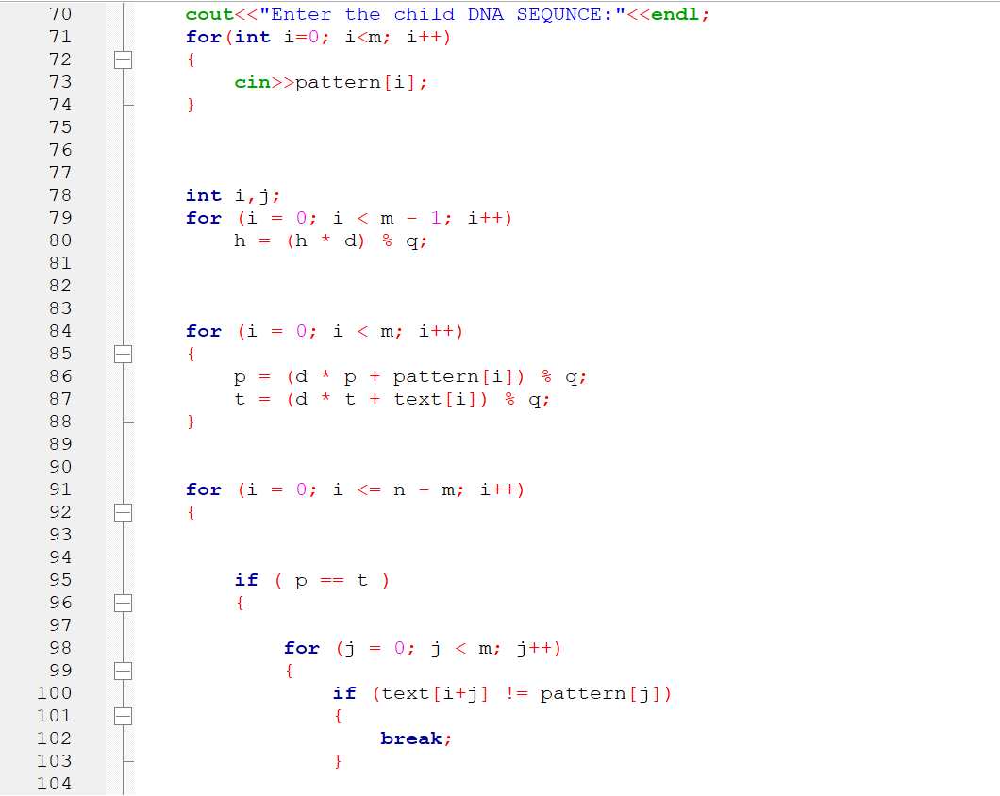 70 cout<<"Enter the child DNA SEQUNCE:"<<endl;
71 for(int i=0; i<m; i++)
72 {
73 cin>>pattern[i];
74 }
75
76
77
78 int i,j;
79 for (i = 0; i < m - 1; i++)
80 h = (h * d) % q;
81
82
83
84 for (i = 0; i < m; i++)
85 {
86 p = (d * p + pattern[i]) % q;
87 t = (d * t + text[i]) % q;
88 }
89
90
91 for (i = 0; i <= n - m; i++)
92 {
93
94
95 if ( p == t )
96 {
97
98 for (j = 0; j < m; j++)
99 {
100 if (text[i+j] != pattern[j])
101 {
102 break;
103 }
104